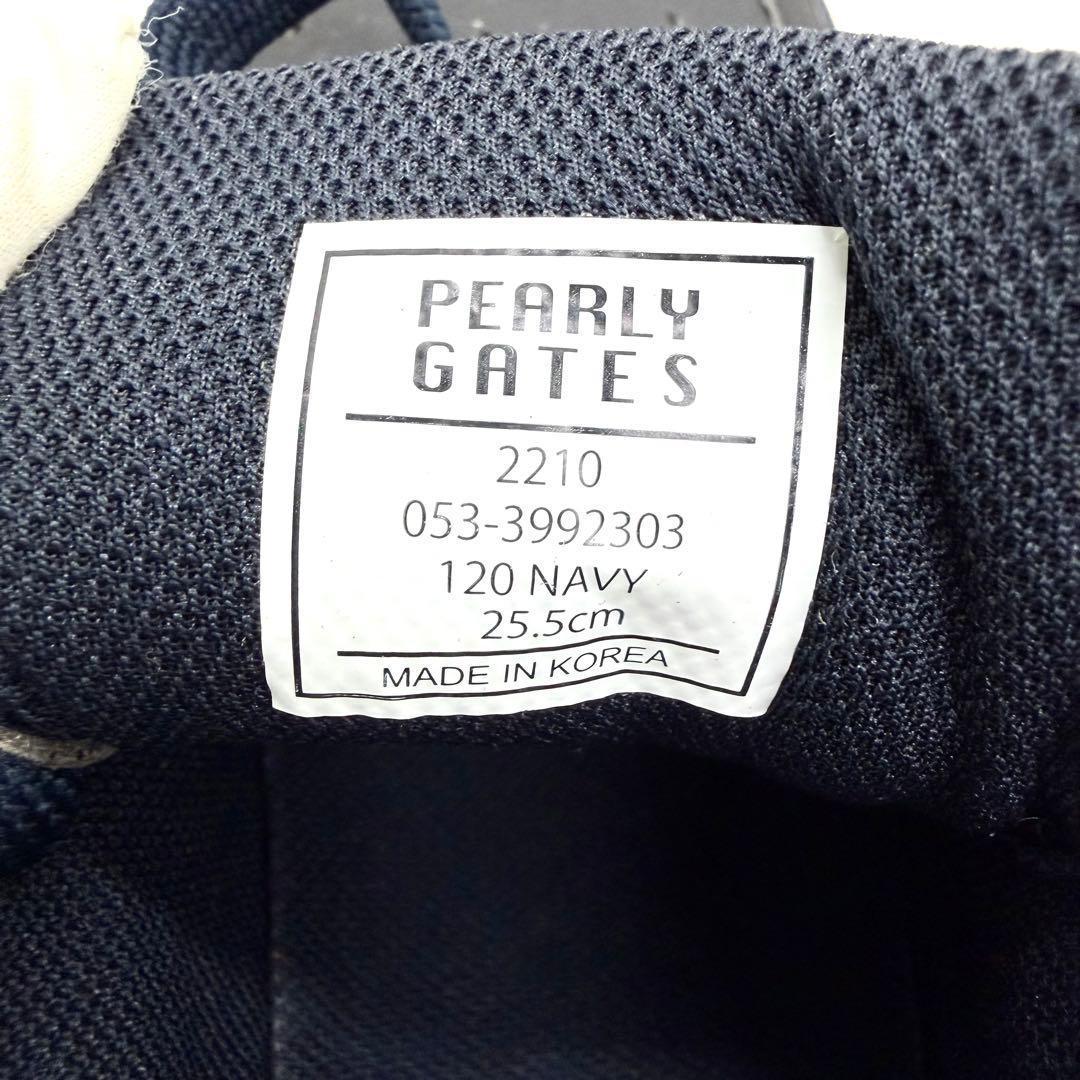 PEARLY
GATES
2210
053-3992303
120 NAVY
25.5cm
MADE IN KOREA